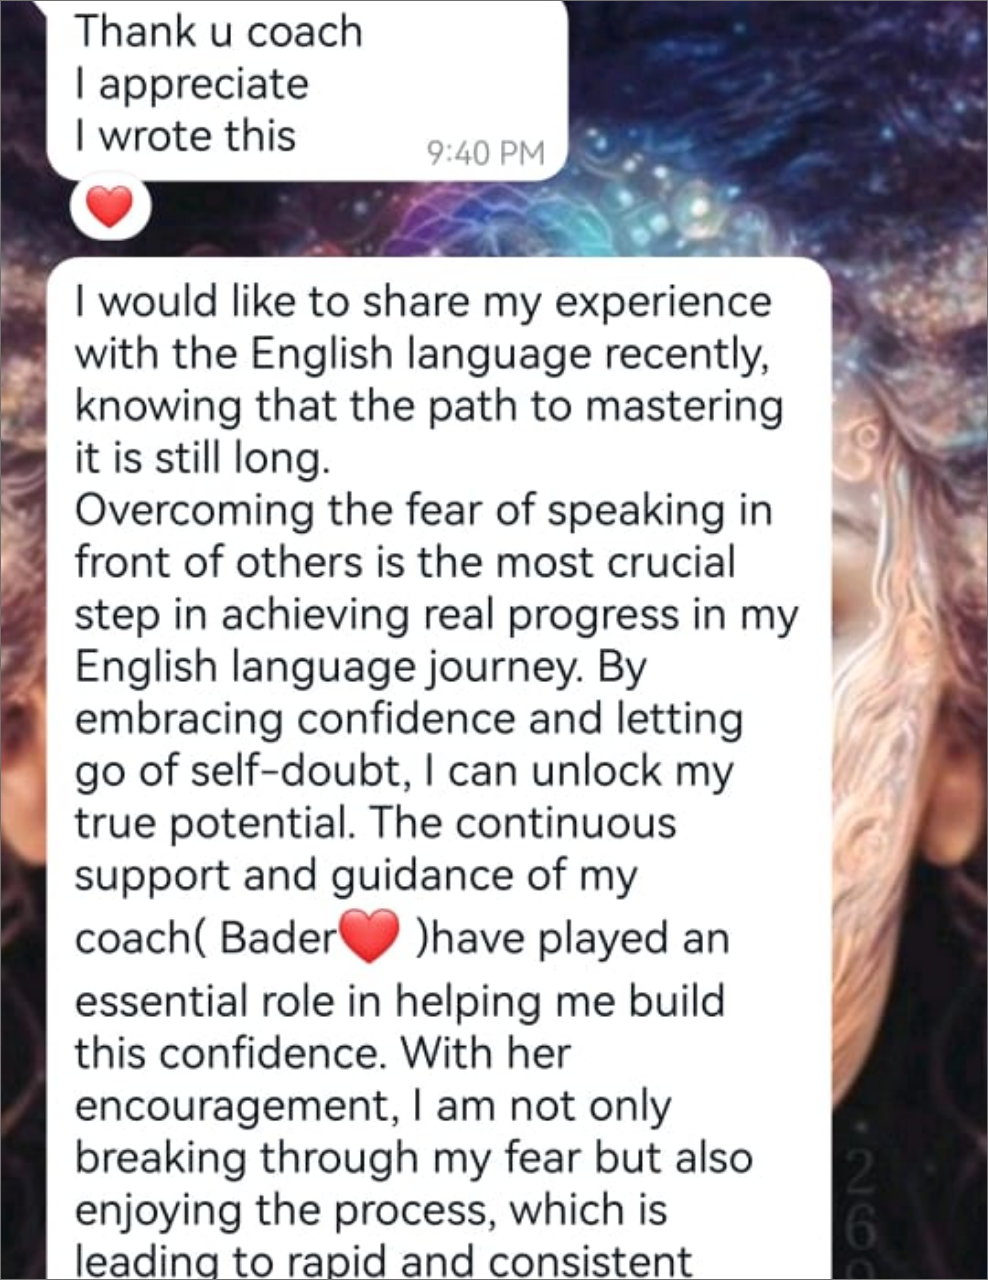 Thank u coach
I appreciate
I wrote this
9:40 PM
❤️
I would like to share my experience
with the English language recently,
knowing that the path to mastering
it is still long.
Overcoming the fear of speaking in
front of others is the most crucial
step in achieving real progress in my
English language journey. By
embracing confidence and letting
go of self-doubt, I can unlock my
true potential. The continuous
support and guidance of my
coach( Bader❤️ )have played an
essential role in helping me build
this confidence. With her
encouragement, I am not only
breaking through my fear but also
enjoying the process, which is
leading to rapid and consistent
2
6